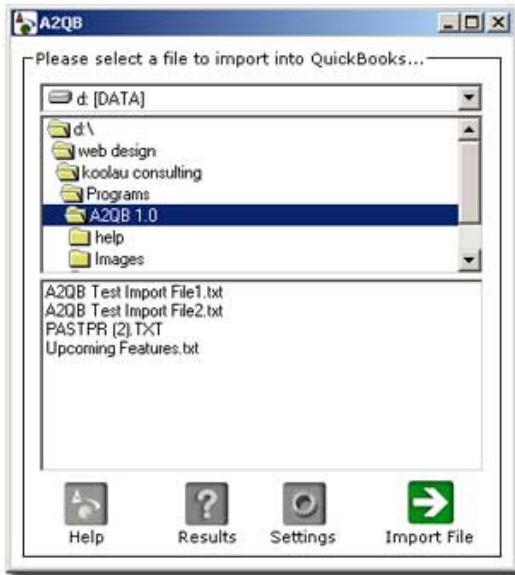 A2QB
Please select a file to import into QuickBooks...
d: [DATA]
d:\
web design
koolau consulting
Programs
A2QB 1.0
help
Images
A2QB Test Import File1.txt
A2QB Test Import File2.txt
PASTPR (2).TXT
Upcoming Features.txt
Help Results Settings Import File